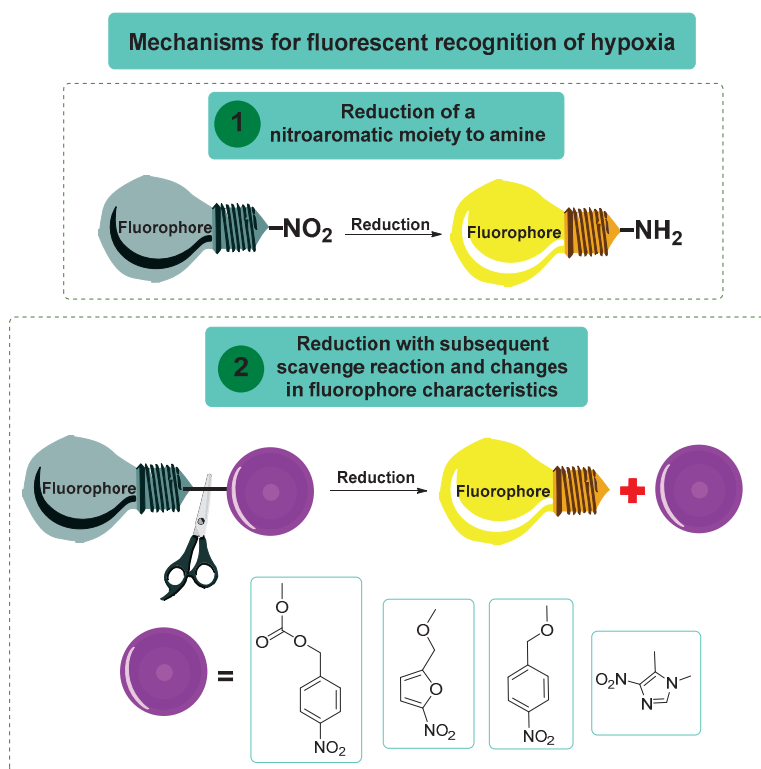 Mechanisms for fluorescent recognition of hypoxia
1
Reduction of a
nitroaromatic moiety to amine
Fluorophore
NO2
Reduction
Fluorophore
NH2
2
Reduction with subsequent
scavenge reaction and changes
in fluorophore characteristics
Fluorophore
Reduction
Fluorophore
+
=
O
O
O
NO2
O
O
NO2
O
NO2
O2N
N
N